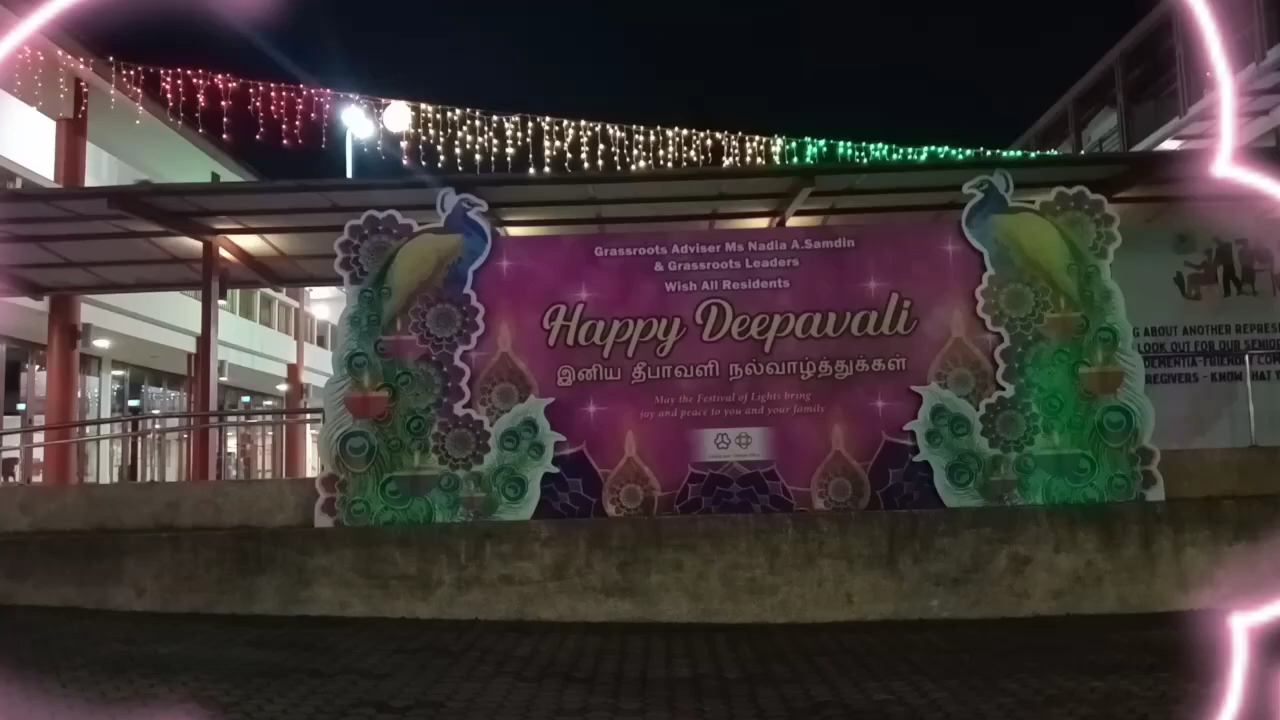 Grassroots Adviser Ms Nadia A.Samdin
& Grassroots Leaders
Wish All Residents
Happy Deepavali
இனிய தீபாவளி நல்வாழ்த்துக்கள்
May the Festival of Lights bring
joy and peace to you and your family
G ABOUT ANOTHER REPRES
LOOK OUT FOR OUR SENIOR
DEMENTIA-FRIENDLY COM
REGIVERS - KNOW THAT Y